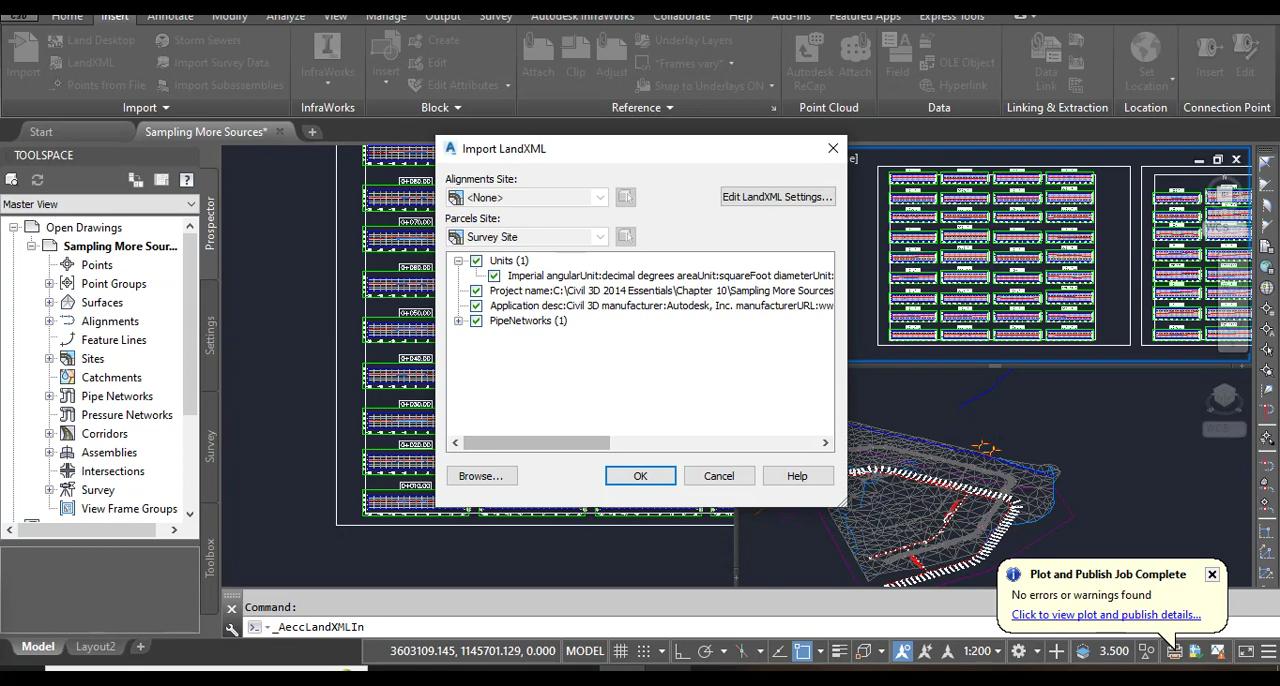 Home Insert Annotate Modify Analyze View Manage Output Survey Autodesk InfraWorks Collaborate Help Add-ins Featured Apps Express Tools
Land Desktop Storm Sewers Create Underlay Layers
LandXML Import Survey Data Edit *Frames vary* OLE Object
Points from File Import Subassemblies Edit Attributes Snap to Underlays ON Hyperlink
Import InfraWorks Insert Attach Clip Adjust Autodesk ReCap Attach Field Data Link Set Location Insert Edit
Import InfraWorks Block Reference Point Cloud Data Linking & Extraction Location Connection Point
Start Sampling More Sources*
TOOLSPACE
Master View
Open Drawings
Sampling More Sour...
Points
Point Groups
Surfaces
Alignments
Feature Lines
Sites
Catchments
Pipe Networks
Pressure Networks
Corridors
Assemblies
Intersections
Survey
View Frame Groups
Prospector
Settings
Survey
Toolbox
Import LandXML
Alignments Site:
<None> Edit LandXML Settings...
Parcels Site:
Survey Site
Units (1)
Imperial angularUnit:decimal degrees areaUnit:squareFoot diameterUnit:
Project name:C:\Civil 3D 2014 Essentials\Chapter 10\Sampling More Sources
Application desc:Civil 3D manufacturer:Autodesk, Inc, manufacturerURL:ww
PipeNetworks (1)
Browse... OK Cancel Help
Plot and Publish Job Complete
No errors or warnings found
Click to view plot and publish details...
Command:
_AeccLandXMLIn
Model Layout2 3603109.145, 1145701.129, 0.000 MODEL 1:200 3.500